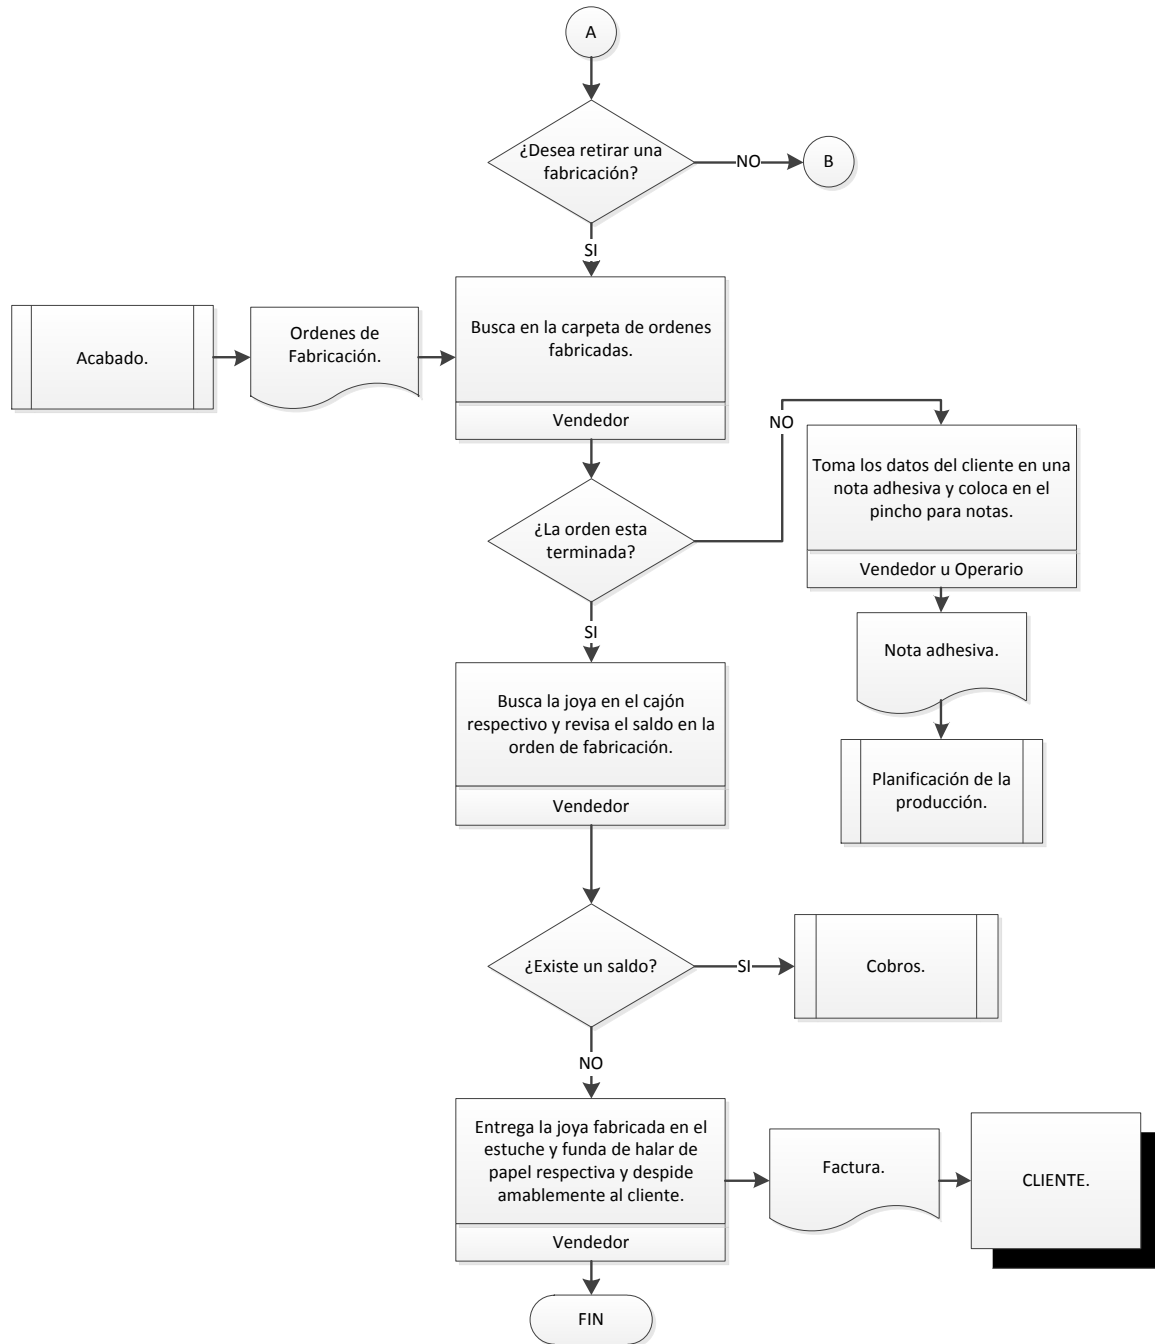 A
¿Desea retirar una
fabricación?
NO
B
SI
Acabado.
Ordenes de
Fabricación.
Busca en la carpeta de ordenes
fabricadas.
Vendedor
NO
Toma los datos del cliente en una
nota adhesiva y coloca en el
pincho para notas.
Vendedor u Operario
¿La orden esta
terminada?
SI
Nota adhesiva.
Busca la joya en el cajón
respectivo y revisa el saldo en la
orden de fabricación.
Vendedor
Planificación de la
producción.
¿Existe un saldo?
SI
Cobros.
NO
Entrega la joya fabricada en el
estuche y funda de halar de
papel respectiva y despide
amablemente al cliente.
Vendedor
Factura.
CLIENTE.
FIN